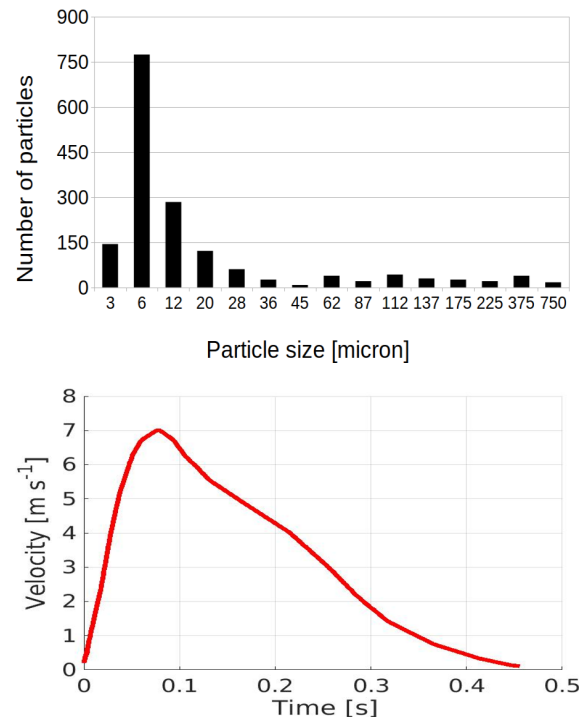 900
750
600
450
300
150
0
Number of particles
3 6 12 20 28 36 45 62 87 112 137 175 225 375 750
Particle size [micron]
8
7
6
5
4
3
2
1
0
Velocity [m s⁻¹]
0 0.1 0.2 0.3 0.4 0.5
Time [s]